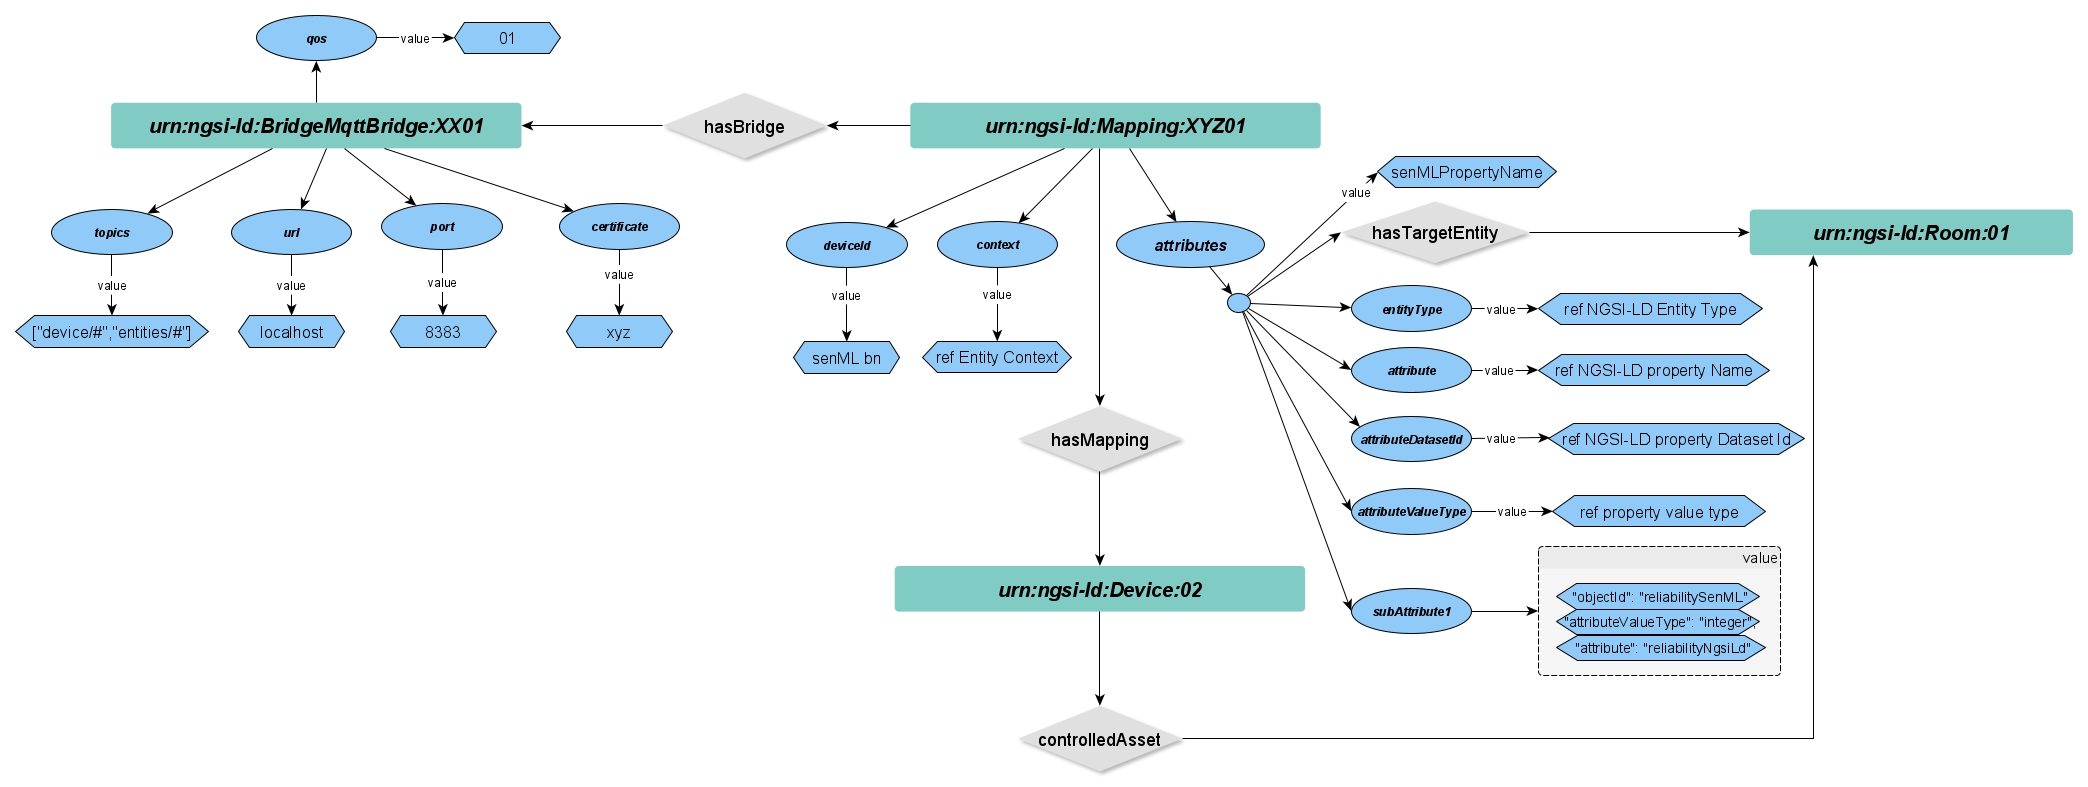 qos
value
01
urn:ngsi-ld:BridgeMqttBridge:XX01
hasBridge
urn:ngsi-ld:Mapping:XYZ01
topics
url
port
certificate
value
value
value
value
["device/#","entities/#"]
localhost
8383
xyz
deviceId
context
attributes
value
value
senML bn
ref Entity Context
value
senMLPropertyName
hasTargetEntity
urn:ngsi-ld:Room:01
entityType
value
ref NGSI-LD Entity Type
attribute
value
ref NGSI-LD property Name
attributeDatasetId
value
ref NGSI-LD property Dataset Id
attributeValueType
value
ref property value type
subAttribute1
value
"objectId": "reliabilitySenML"
"attributeValueType": "integer",
"attribute": "reliabilityNgsiLd"
hasMapping
urn:ngsi-ld:Device:02
controlledAsset